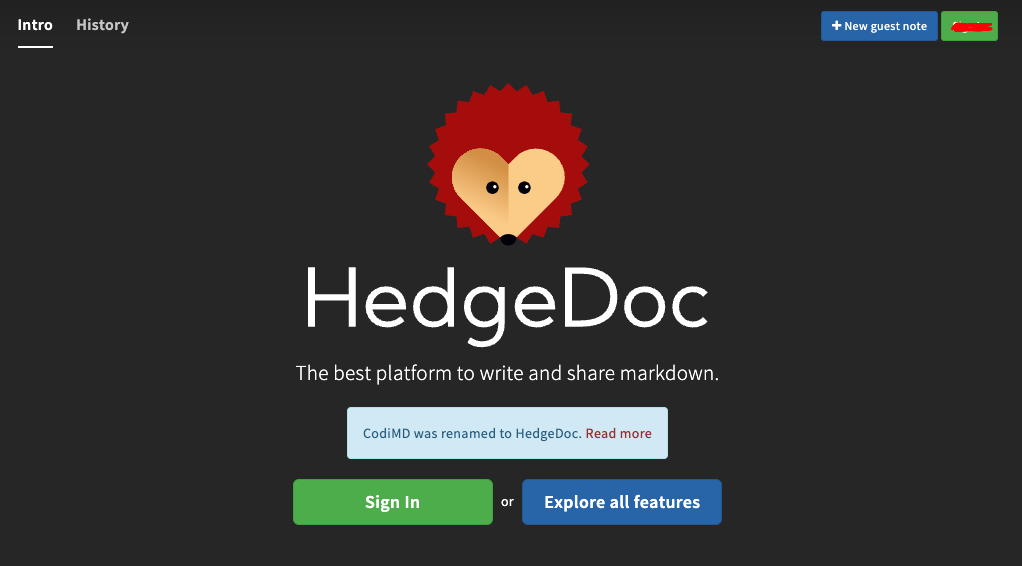 Intro History + New guest note
HedgeDoc
The best platform to write and share markdown.
CodiMD was renamed to HedgeDoc. Read more
Sign In or Explore all features